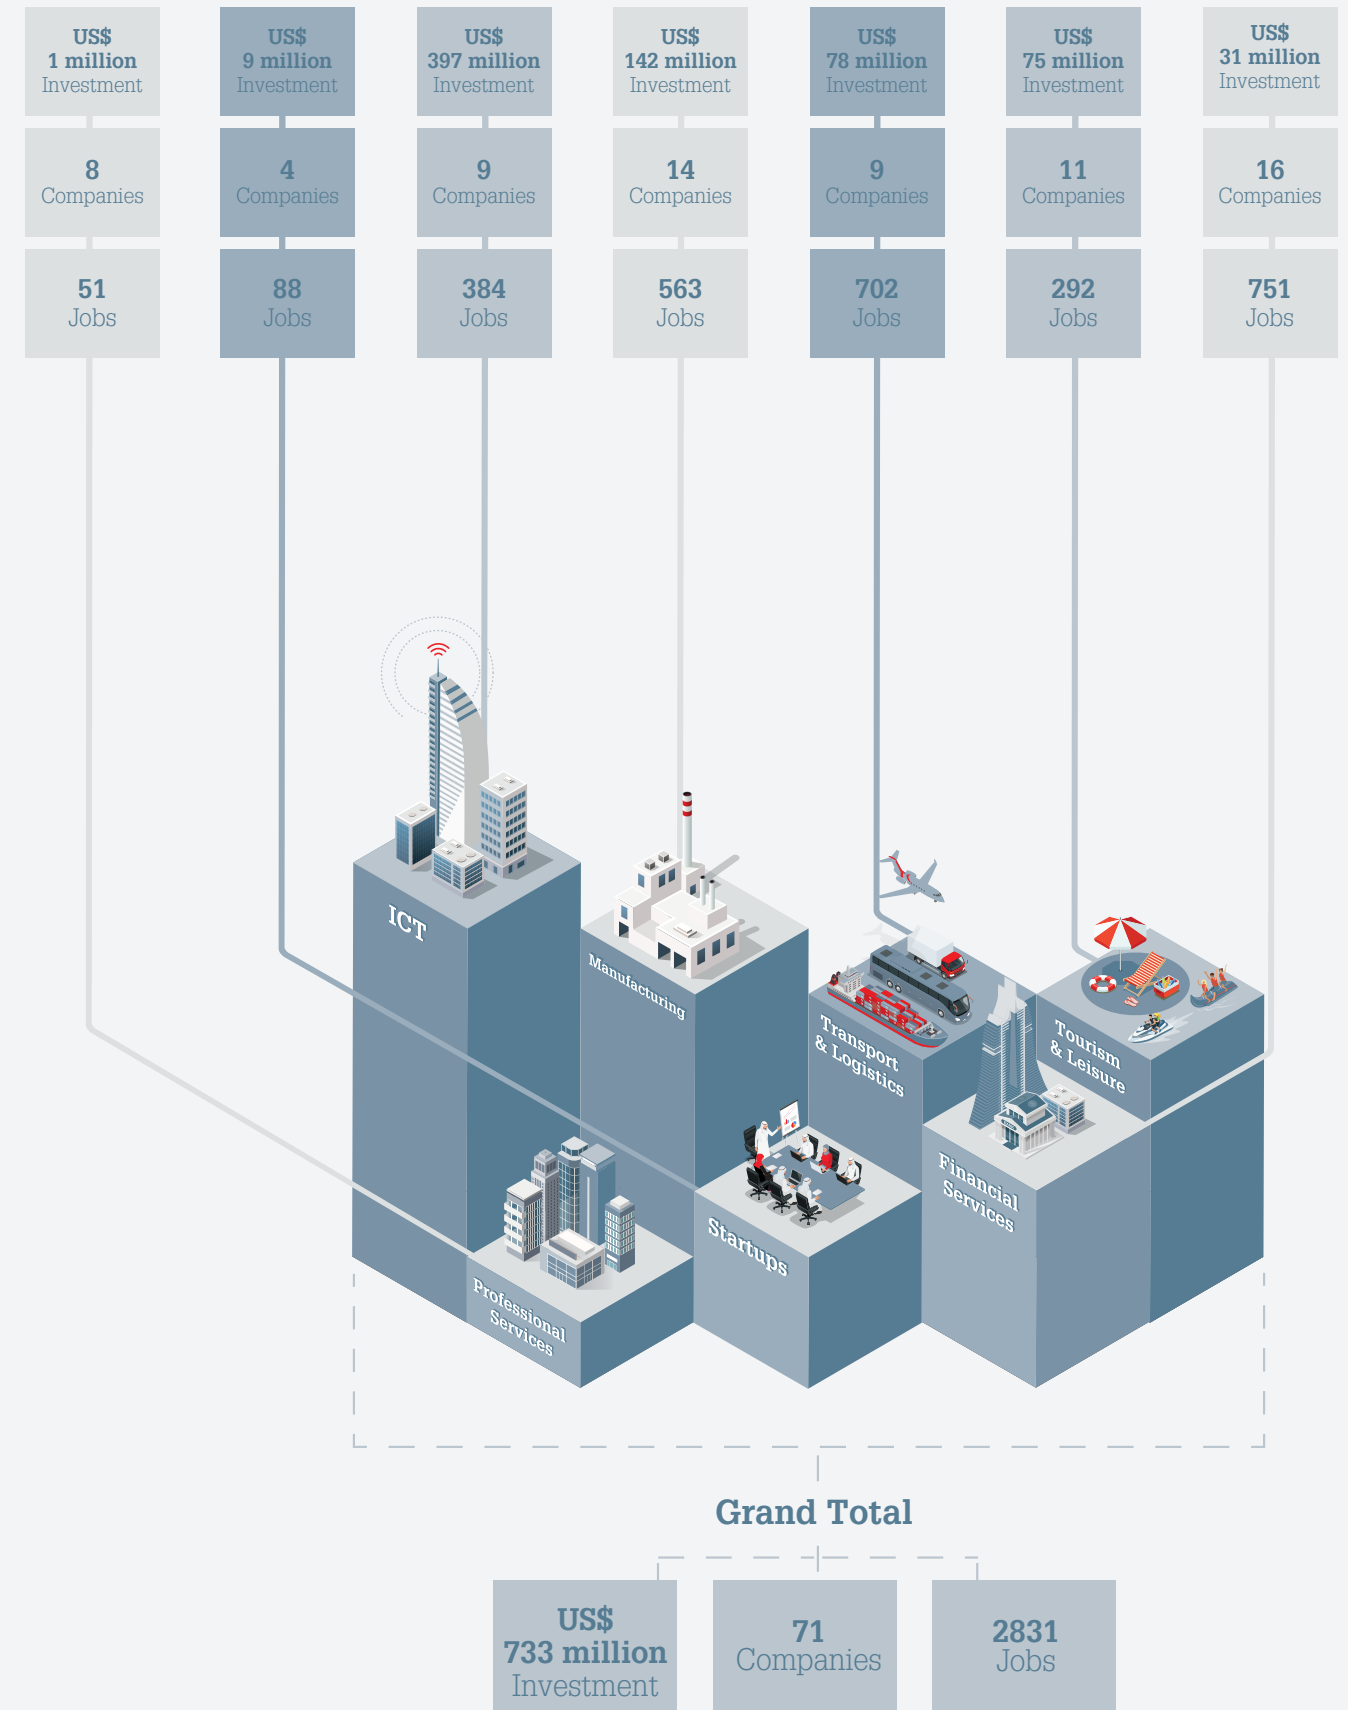 US$
1 million
Investment
8
Companies
51
Jobs
US$
9 million
Investment
4
Companies
88
Jobs
US$
397 million
Investment
9
Companies
384
Jobs
US$
142 million
Investment
14
Companies
563
Jobs
US$
78 million
Investment
9
Companies
702
Jobs
US$
75 million
Investment
11
Companies
292
Jobs
US$
31 million
Investment
16
Companies
751
Jobs
ICT
Manufacturing
Transport
& Logistics
Tourism
& Leisure
Professional
Services
Startups
Financial
Services
Grand Total
US$
733 million
Investment
71
Companies
2831
Jobs